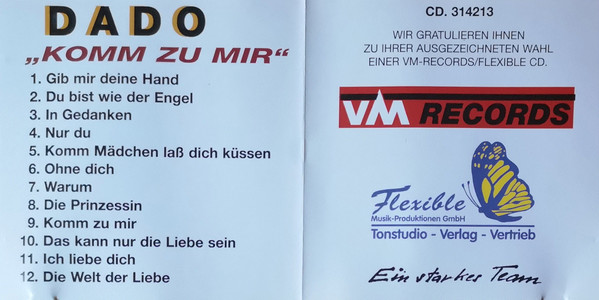 DADO
„KOMM ZU MIR“
1. Gib mir deine Hand
2. Du bist wie der Engel
3. In Gedanken
4. Nur du
5. Komm Mädchen laß dich küssen
6. Ohne dich
7. Warum
8. Die Prinzessin
9. Komm zu mir
10. Das kann nur die Liebe sein
11. Ich liebe dich
12. Die Welt der Liebe
CD. 314213
WIR GRATULIEREN IHNEN
ZU IHRER AUSGEZEICHNETEN WAHL
EINER VM-RECORDS/FLEXIBLE CD.
VM RECORDS
Flexible
Musik-Produktionen GmbH
Tonstudio - Verlag - Vertrieb
Ein starkes Team